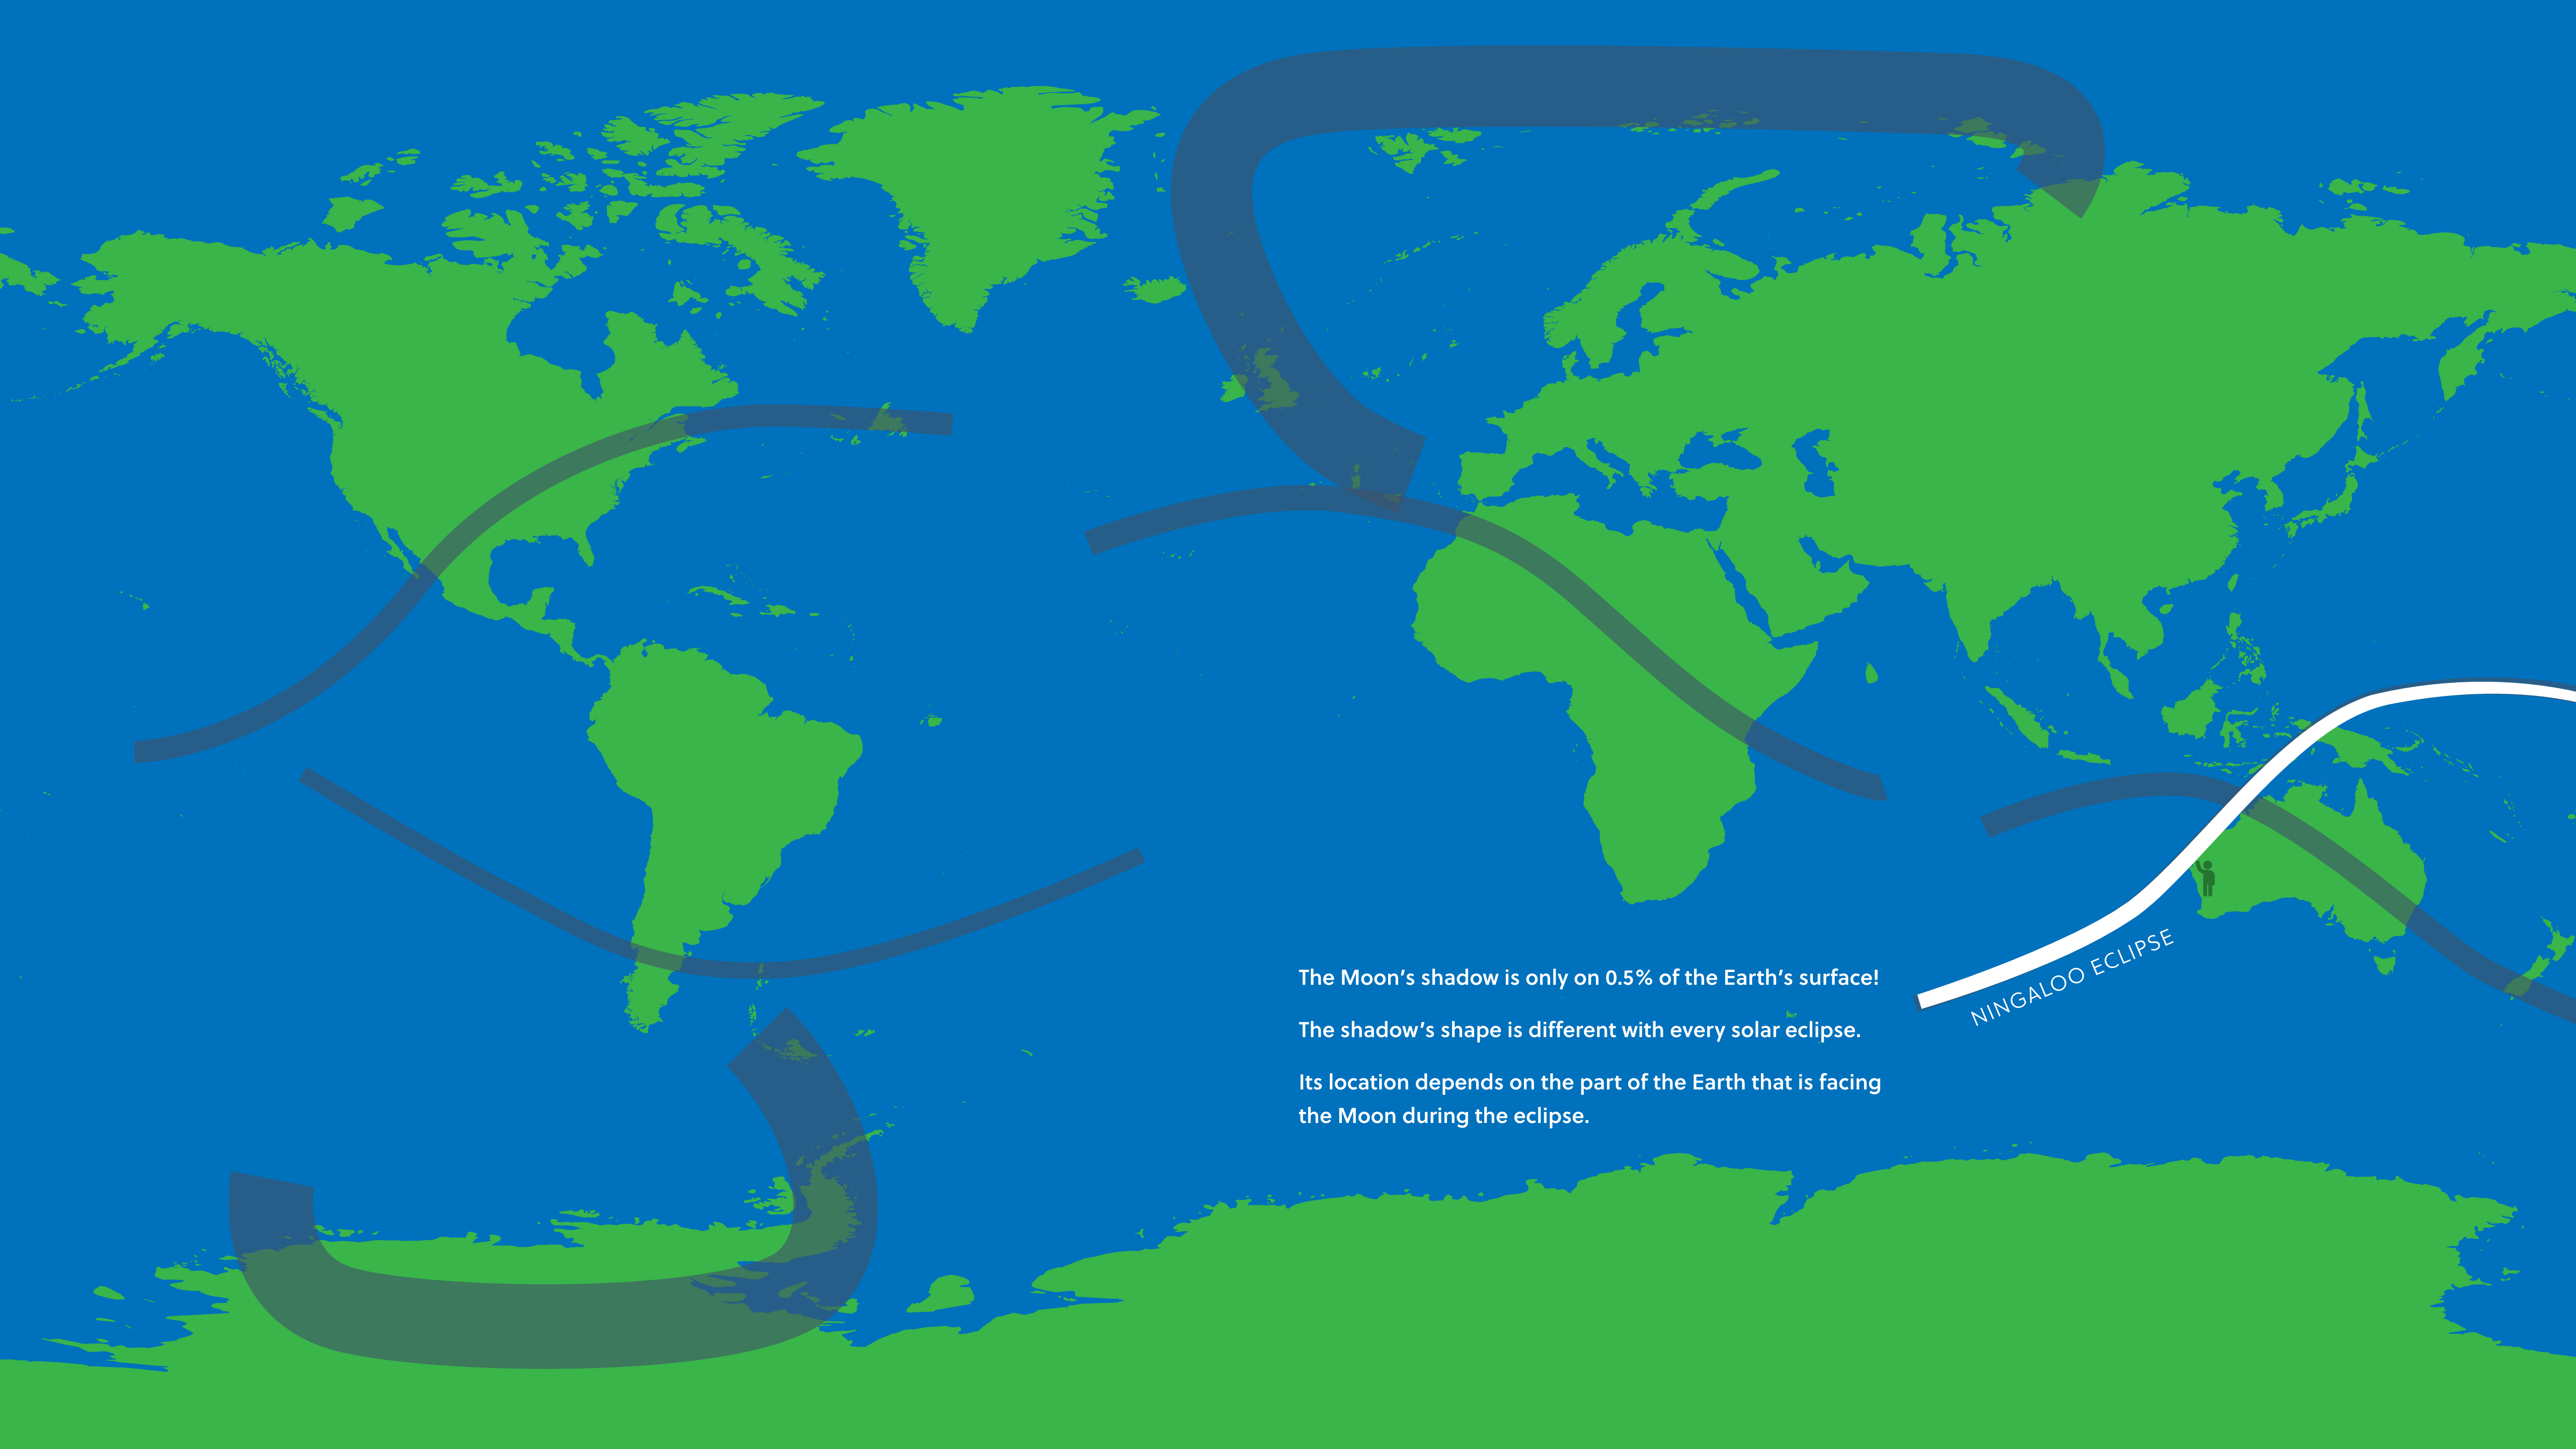 The Moon’s shadow is only on 0.5% of the Earth’s surface!
The shadow’s shape is different with every solar eclipse.
Its location depends on the part of the Earth that is facing
the Moon during the eclipse.
NINGALOO ECLIPSE